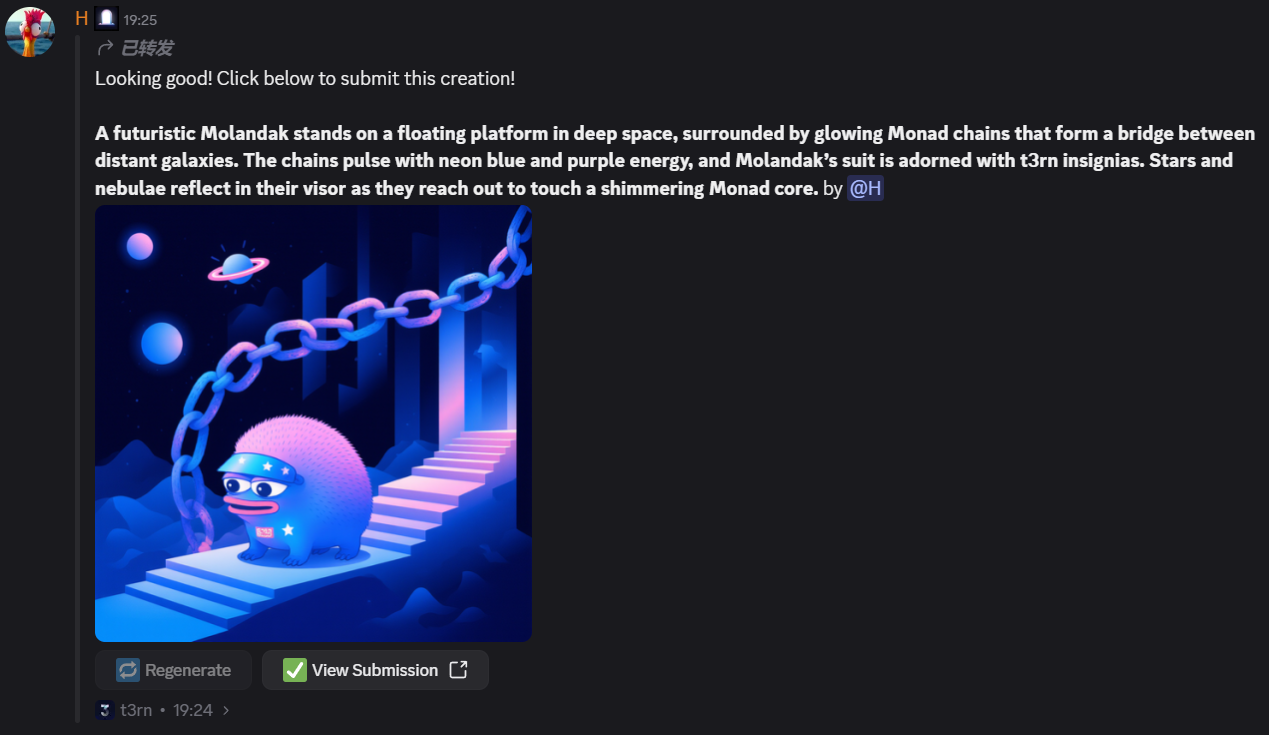 H 19:25
已转发
Looking good! Click below to submit this creation!
A futuristic Molandak stands on a floating platform in deep space, surrounded by glowing Monad chains that form a bridge between
distant galaxies. The chains pulse with neon blue and purple energy, and Molandak’s suit is adorned with t3rn insignias. Stars and
nebulae reflect in their visor as they reach out to touch a shimmering Monad core. by @H
Regenerate View Submission
t3rn • 19:24